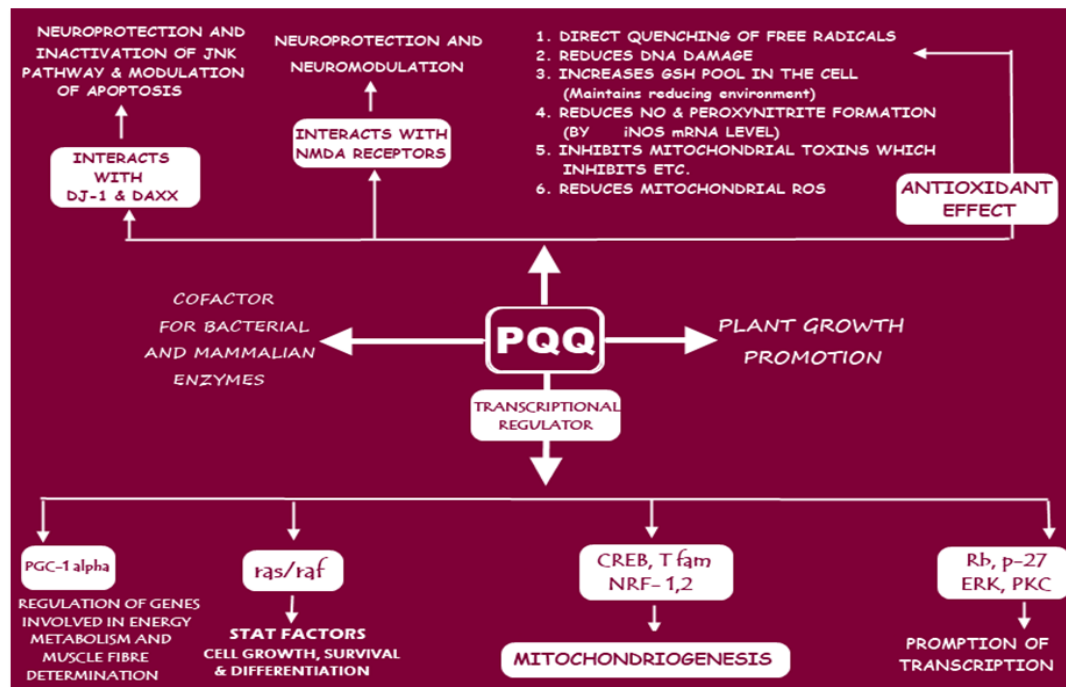 NEUROPROTECTION AND
INACTIVATION OF JNK
PATHWAY & MODULATION
OF APOPTOSIS
INTERACTS
WITH
DJ-1 & DAXX
NEUROPROTECTION AND
NEUROMODULATION
INTERACTS WITH
NMDA RECEPTORS
1. DIRECT QUENCHING OF FREE RADICALS
2. REDUCES DNA DAMAGE
3. INCREASES GSH POOL IN THE CELL
(Maintains reducing environment)
4. REDUCES NO & PEROXYNITRITE FORMATION
(BY iNOS mRNA LEVEL)
5. INHIBITS MITOCHONDRIAL TOXINS WHICH
INHIBITS ETC.
6. REDUCES MITOCHONDRIAL ROS
ANTIOXIDANT
EFFECT
COFACTOR
FOR BACTERIAL
AND MAMMALIAN
ENZYMES
PQQ
PLANT GROWTH
PROMOTION
TRANSCRIPTIONAL
REGULATOR
PGC-1 alpha
REGULATION OF GENES
INVOLVED IN ENERGY
METABOLISM AND
MUSCLE FIBRE
DETERMINATION
ras/raf
STAT FACTORS
CELL GROWTH, SURVIVAL
& DIFFERENTIATION
CREB, T fam
NRF- 1,2
MITOCHONDRIOGENESIS
Rb, p-27
ERK, PKC
PROMPTION OF
TRANSCRIPTION